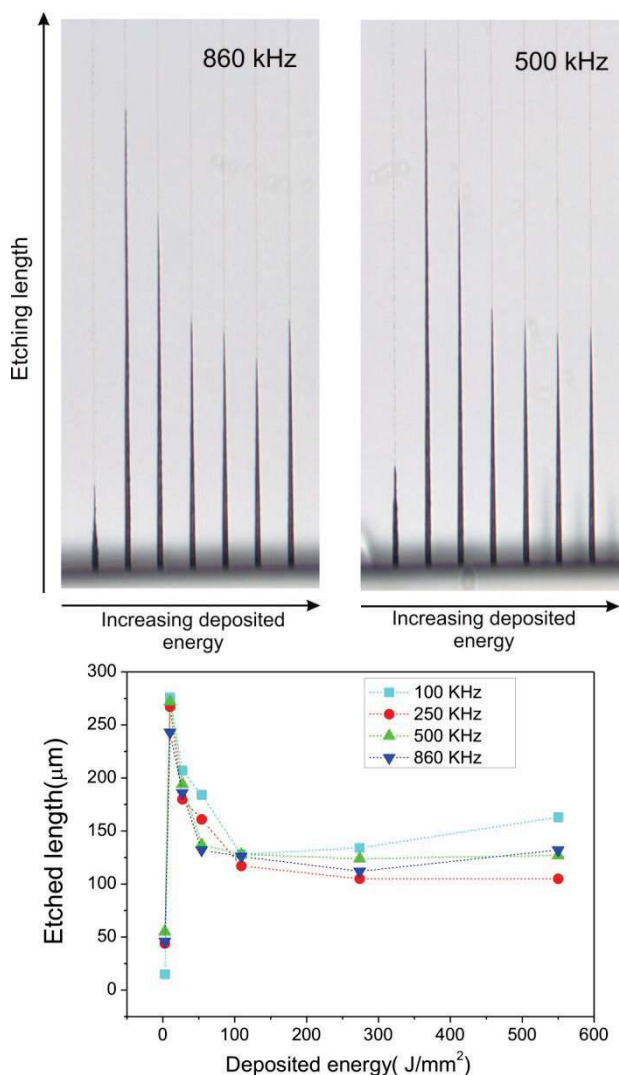 860 kHz
500 kHz
Etching length
Increasing deposited
energy
Increasing deposited
energy
300
250
200
150
100
50
0
Etched length(μm)
100 KHz
250 KHz
500 KHz
860 KHz
0 100 200 300 400 500 600
Deposited energy( J/mm²)